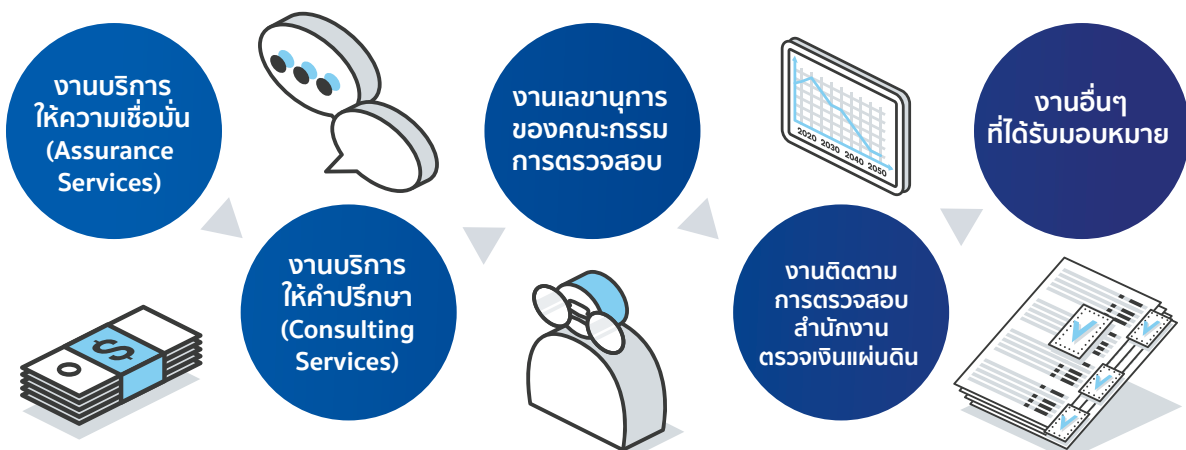 งานบริการ
ให้ความเชื่อมั่น
(Assurance
Services)
งานบริการ
ให้คำปรึกษา
(Consulting
Services)
งานเลขานุการ
ของคณะกรรม
การตรวจสอบ
2020 2030 2040 2050
งานติดตาม
การตรวจสอบ
สำนักงาน
ตรวจเงินแผ่นดิน
งานอื่นๆ
ที่ได้รับมอบหมาย